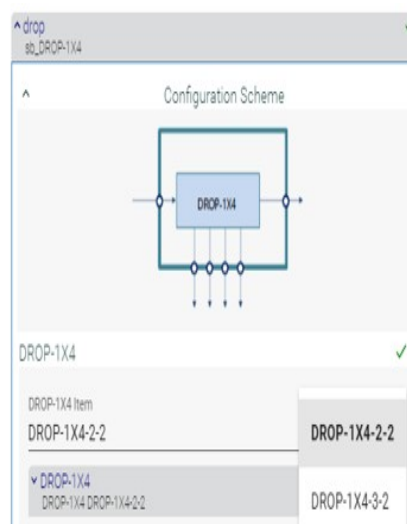 drop
sb_DROP-1X4
Configuration Scheme
DROP-1X4
DROP-1X4
DROP-1X4 Item
DROP-1X4-2-2
DROP-1X4-2-2
DROP-1X4
DROP-1X4 DROP-1X4-2-2
DROP-1X4-3-2